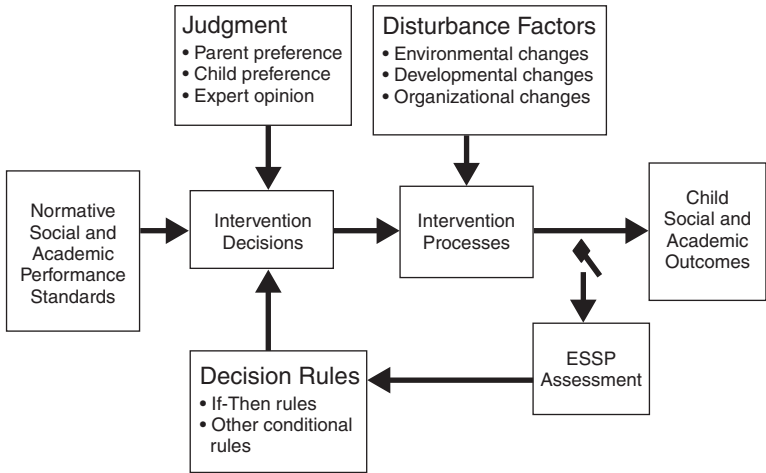 Judgment
• Parent preference
• Child preference
• Expert opinion
Disturbance Factors
• Environmental changes
• Developmental changes
• Organizational changes
Normative
Social and
Academic
Performance
Standards
Intervention
Decisions
Intervention
Processes
Child
Social and
Academic
Outcomes
Decision Rules
• If-Then rules
• Other conditional
rules
ESSP
Assessment